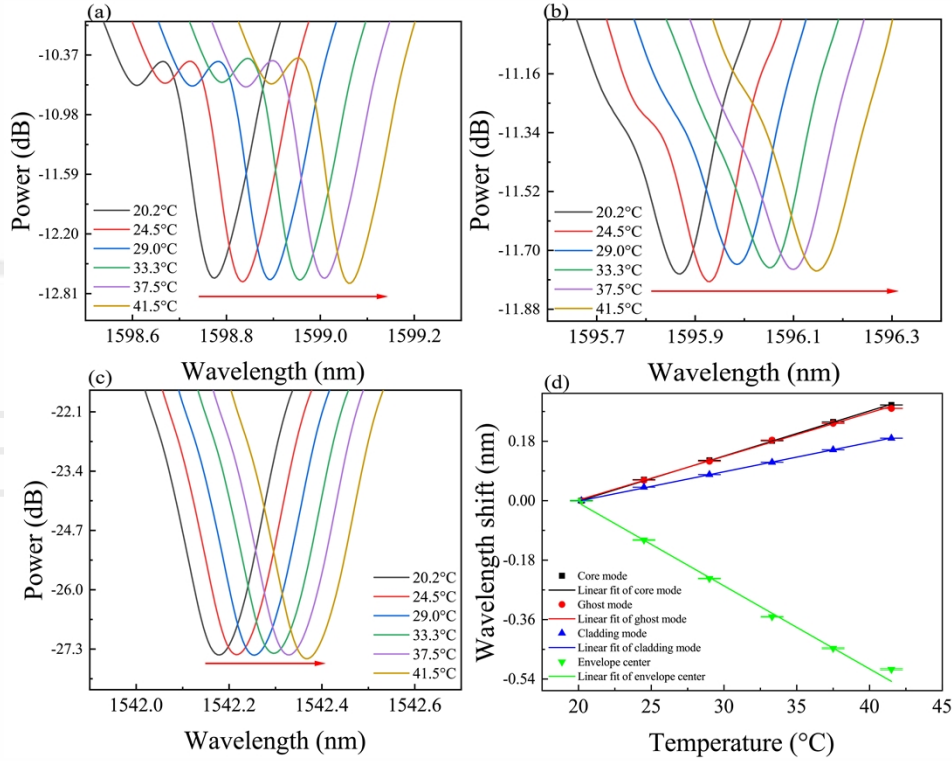 (a)
-10.37
-10.98
-11.59
-12.20
-12.81
Power (dB)
20.2°C
24.5°C
29.0°C
33.3°C
37.5°C
41.5°C
1598.6 1598.8 1599.0 1599.2
Wavelength (nm)
(b)
-11.16
-11.34
-11.52
-11.70
-11.88
Power (dB)
20.2°C
24.5°C
29.0°C
33.3°C
37.5°C
41.5°C
1595.7 1595.9 1596.1 1596.3
Wavelength (nm)
(c)
-22.1
-23.4
-24.7
-26.0
-27.3
Power (dB)
20.2°C
24.5°C
29.0°C
33.3°C
37.5°C
41.5°C
1542.0 1542.2 1542.4 1542.6
Wavelength (nm)
(d)
0.18
0.00
-0.18
-0.36
-0.54
Wavelength shift (nm)
Core mode
Linear fit of core mode
Ghost mode
Linear fit of ghost mode
Cladding mode
Linear fit of cladding mode
Envelope center
Linear fit of envelope center
20 25 30 35 40 45
Temperature (°C)